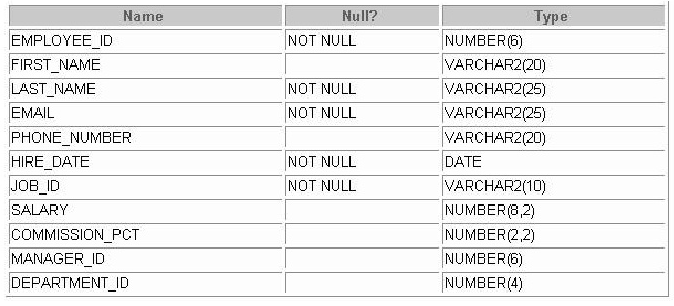 Name Null? Type
EMPLOYEE_ID NOT NULL NUMBER(6)
FIRST_NAME VARCHAR2(20)
LAST_NAME NOT NULL VARCHAR2(25)
EMAIL NOT NULL VARCHAR2(25)
PHONE_NUMBER VARCHAR2(20)
HIRE_DATE NOT NULL DATE
JOB_ID NOT NULL VARCHAR2(10)
SALARY NUMBER(8,2)
COMMISSION_PCT NUMBER(2,2)
MANAGER_ID NUMBER(6)
DEPARTMENT_ID NUMBER(4)